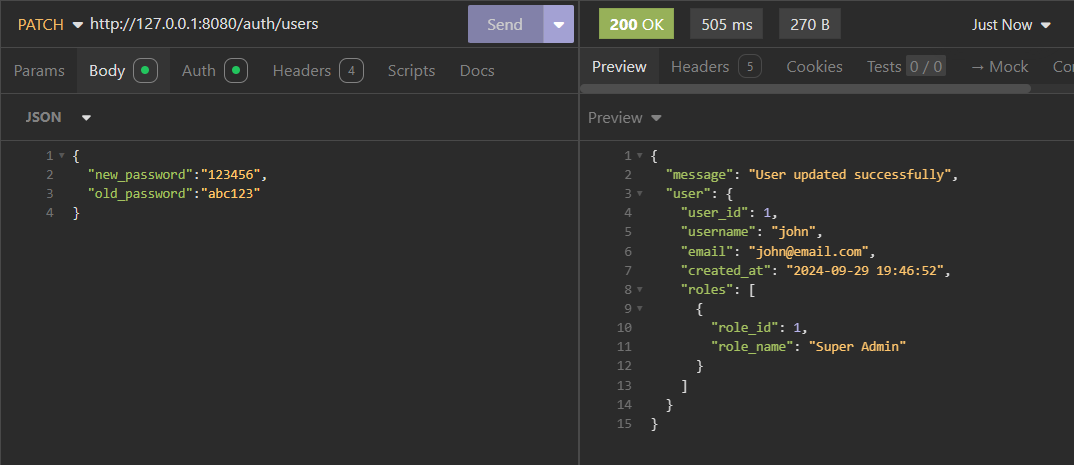 PATCH http://127.0.0.1:8080/auth/users Send
200 OK 505 ms 270 B Just Now
Params Body Auth Headers 4 Scripts Docs
Preview Headers 5 Cookies Tests 0 / 0 → Mock Co
JSON
Preview
1 {
2 "new_password":"123456",
3 "old_password":"abc123"
4 }
1 {
2 "message": "User updated successfully",
3 "user": {
4 "user_id": 1,
5 "username": "john",
6 "email": "john@email.com",
7 "created_at": "2024-09-29 19:46:52",
8 "roles": [
9 {
10 "role_id": 1,
11 "role_name": "Super Admin"
12 }
13 ]
14 }
15 }